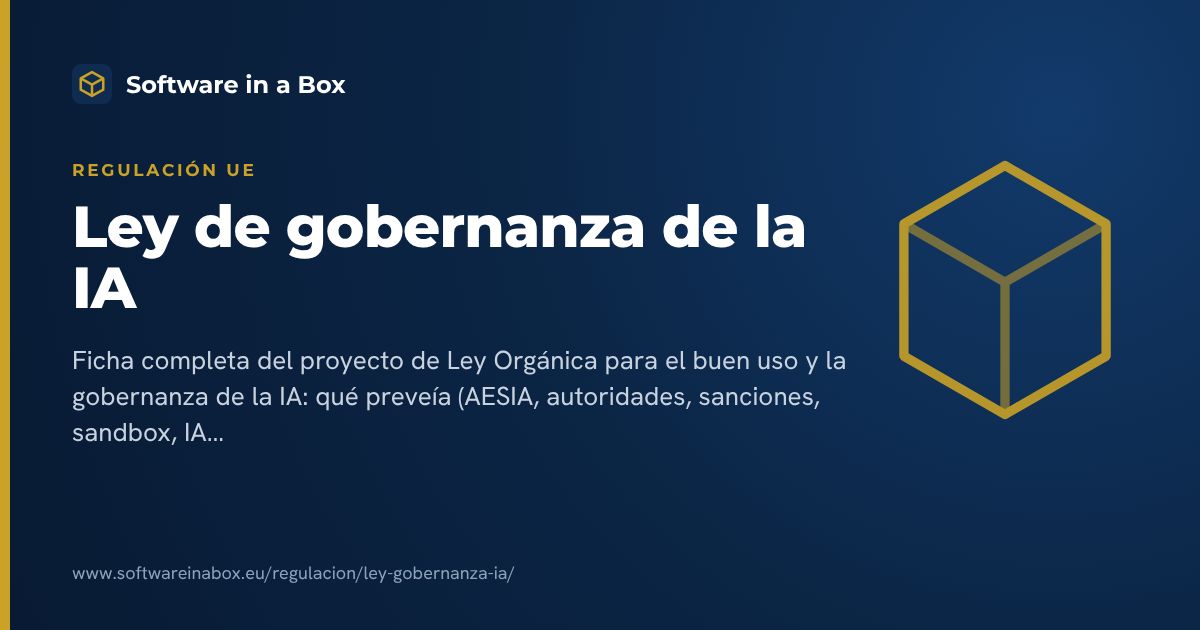 Software in a Box
REGULACIÓN UE
Ley de gobernanza de la
IA
Ficha completa del proyecto de Ley Orgánica para el buen uso y la
gobernanza de la IA: qué preveía (AESIA, autoridades, sanciones,
sandbox, IA…
www.softwareinabox.eu/regulacion/ley-gobernanza-ia/